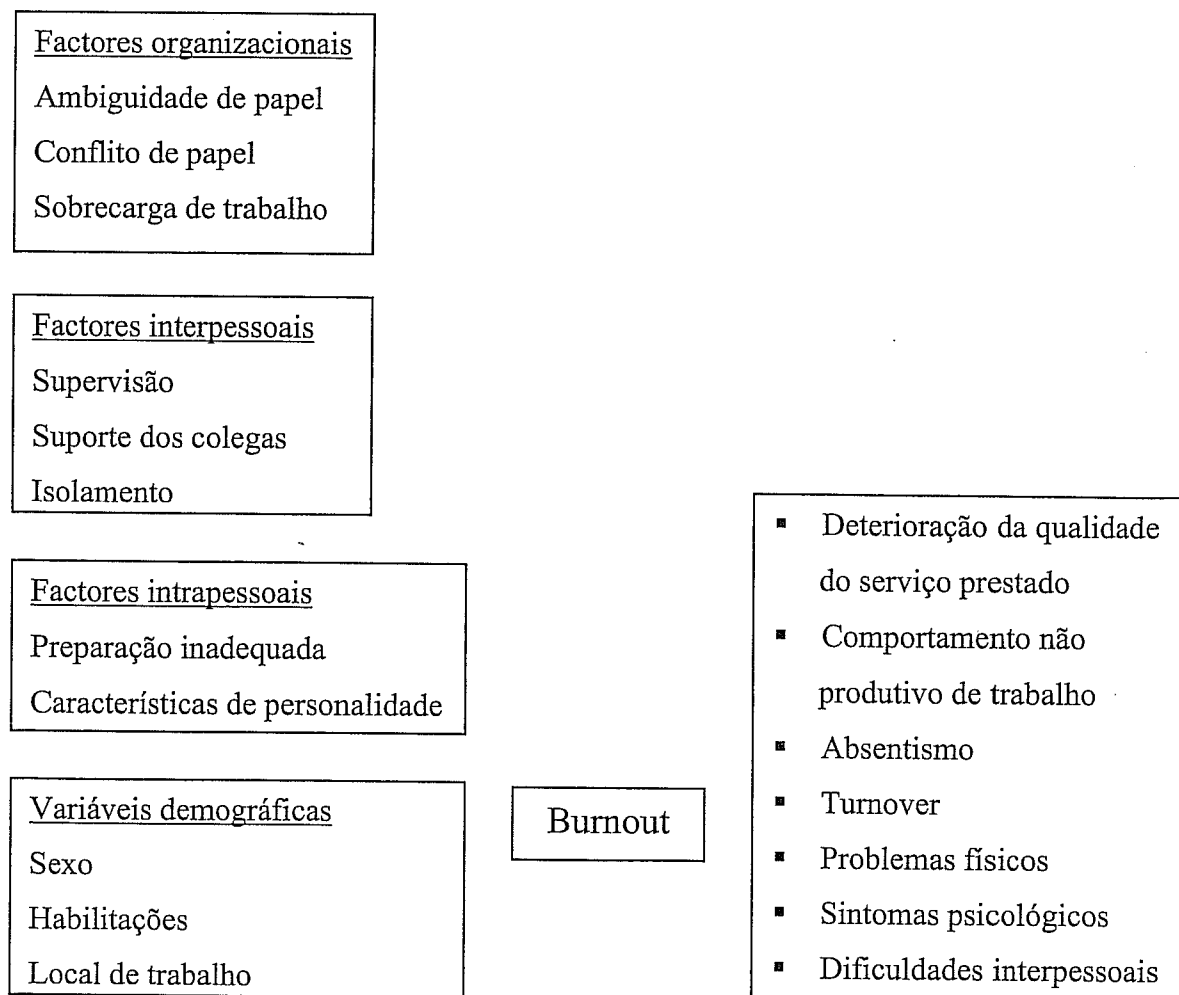 Factores organizacionais
Ambiguidade de papel
Conflito de papel
Sobrecarga de trabalho
Factores interpessoais
Supervisão
Suporte dos colegas
Isolamento
Factores intrapessoais
Preparação inadequada
Características de personalidade
Variáveis demográficas
Sexo
Habilitações
Local de trabalho
Burnout
▪ Deterioração da qualidade
do serviço prestado
▪ Comportamento não
produtivo de trabalho
▪ Absentismo
▪ Turnover
▪ Problemas físicos
▪ Sintomas psicológicos
▪ Dificuldades interpessoais